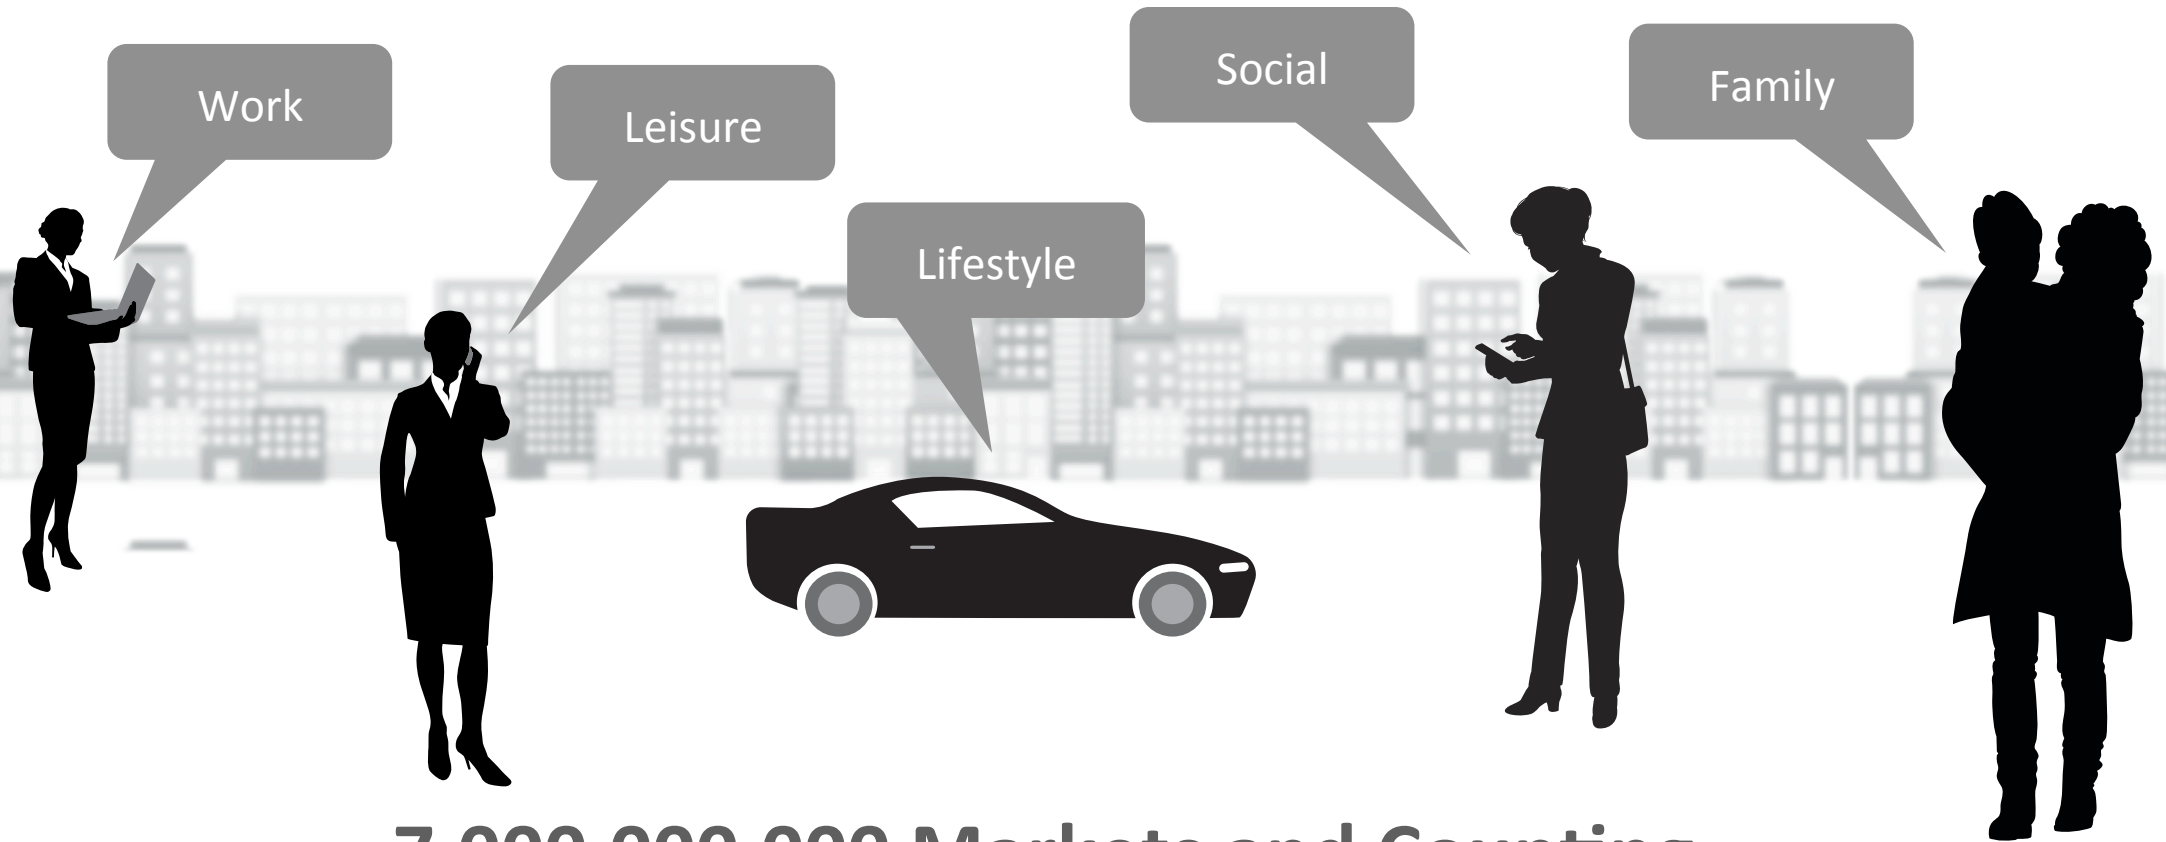 Work
Leisure
Lifestyle
Social
Family
7,000,000,000 Markets and Counting